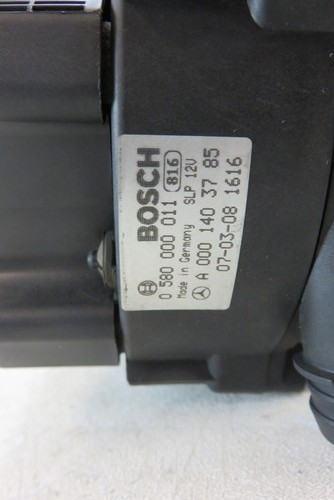 BOSCH 816
0 580 000 011 SLP 12V
Made in Germany
A 000 140 37 85
07-03-08 1616